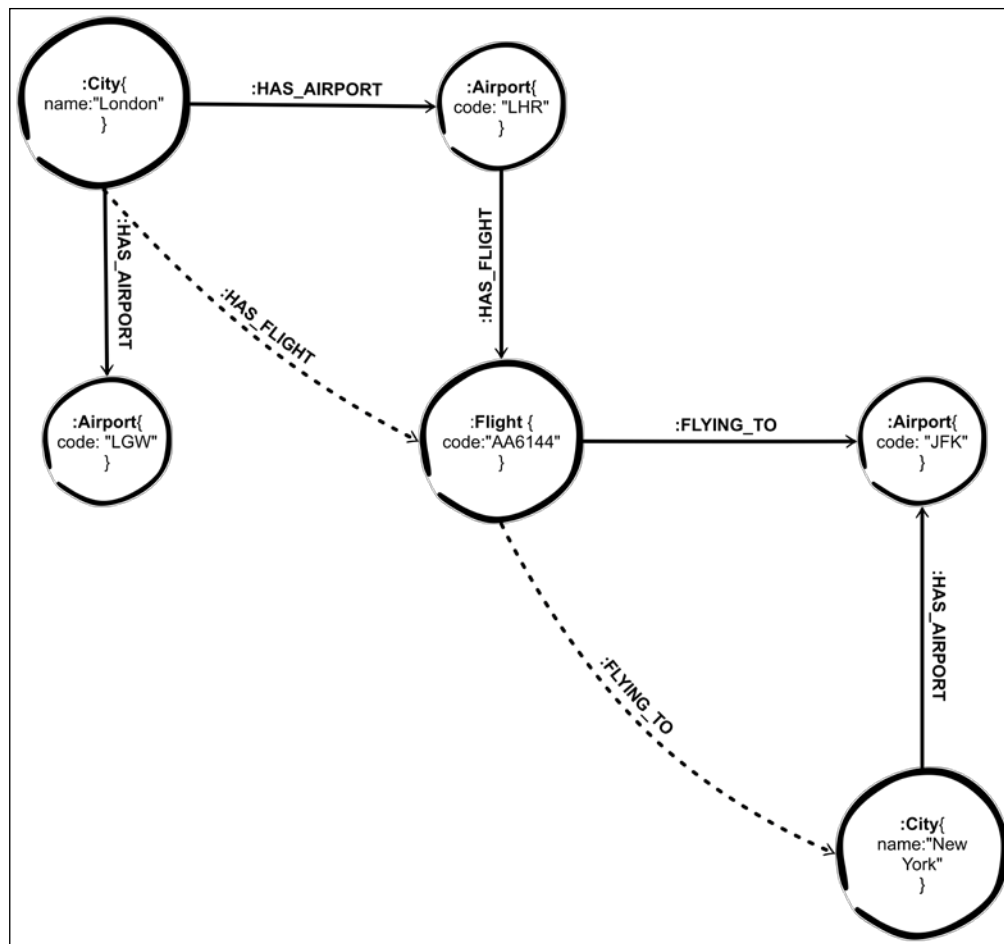 :City{
name:"London"
}
:HAS_AIRPORT
:Airport{
code: "LHR"
}
:HAS_AIRPORT
:HAS_FLIGHT
:HAS_FLIGHT
:Airport{
code: "LGW"
}
:Flight {
code:"AA6144"
}
:FLYING_TO
:Airport{
code: "JFK"
}
:FLYING_TO
:HAS_AIRPORT
:City{
name:"New
York"
}